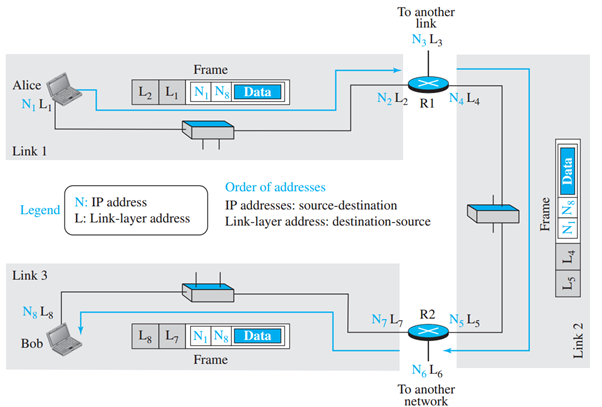 To another
link
N3 L3
Frame
Alice
N1 L1
L2 L1 N1 N8 Data
N2 L2
R1
N4 L4
Link 1
Legend
N: IP address
L: Link-layer address
Order of addresses
IP addresses: source-destination
Link-layer address: destination-source
Frame
L5 L4 N1 N8 Data
Link 2
Link 3
N8 L8
Bob
L8 L7 N1 N8 Data
Frame
N7 L7
R2
N5 L5
N6 L6
To another
network